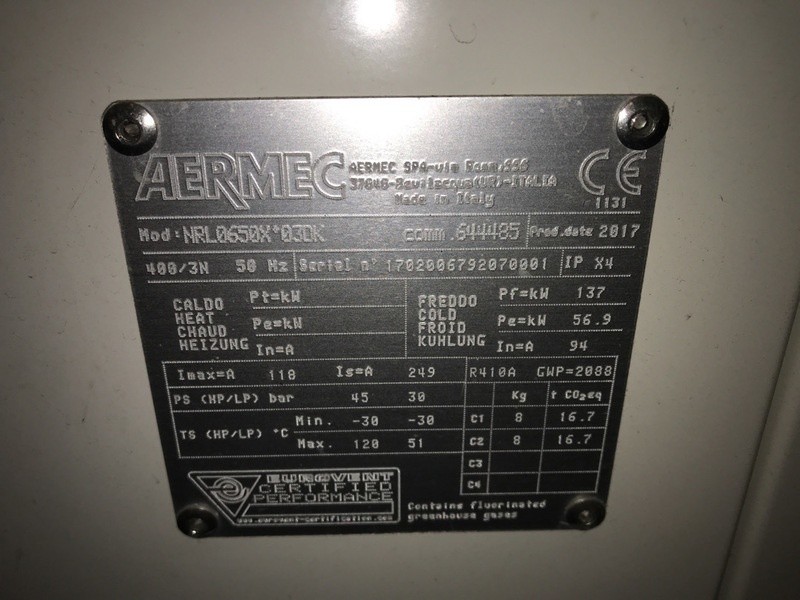 AERMEC
AERMEC SPA-via Roma,996
37040-Bevilacqua(VR)-ITALIA
Made in Italy
CE
1131
Mod: NRL0650X°03DK comm.644485 Prod.date 2017
400/3N 50 Hz Serial n° 1702006792070001 IP X4
CALDO
HEAT
CHAUD
HEIZUNG
Pt=kW
Pe=kW
In=A
FREDDO
COLD
FROID
KUHLUNG
Pf=kW 137
Pe=kW 56.9
In=A 94
Imax=A 118 Is=A 249 R410A GWP=2088
PS (HP/LP) bar 45 30
Kg t CO2eq
TS (HP/LP) °C
Min. -30 -30
Max. 120 51
C1 8 16.7
C2 8 16.7
C3
C4
EUROVENT
CERTIFIED
PERFORMANCE
www.eurovent-certification.com
Contains fluorinated
greenhouse gases